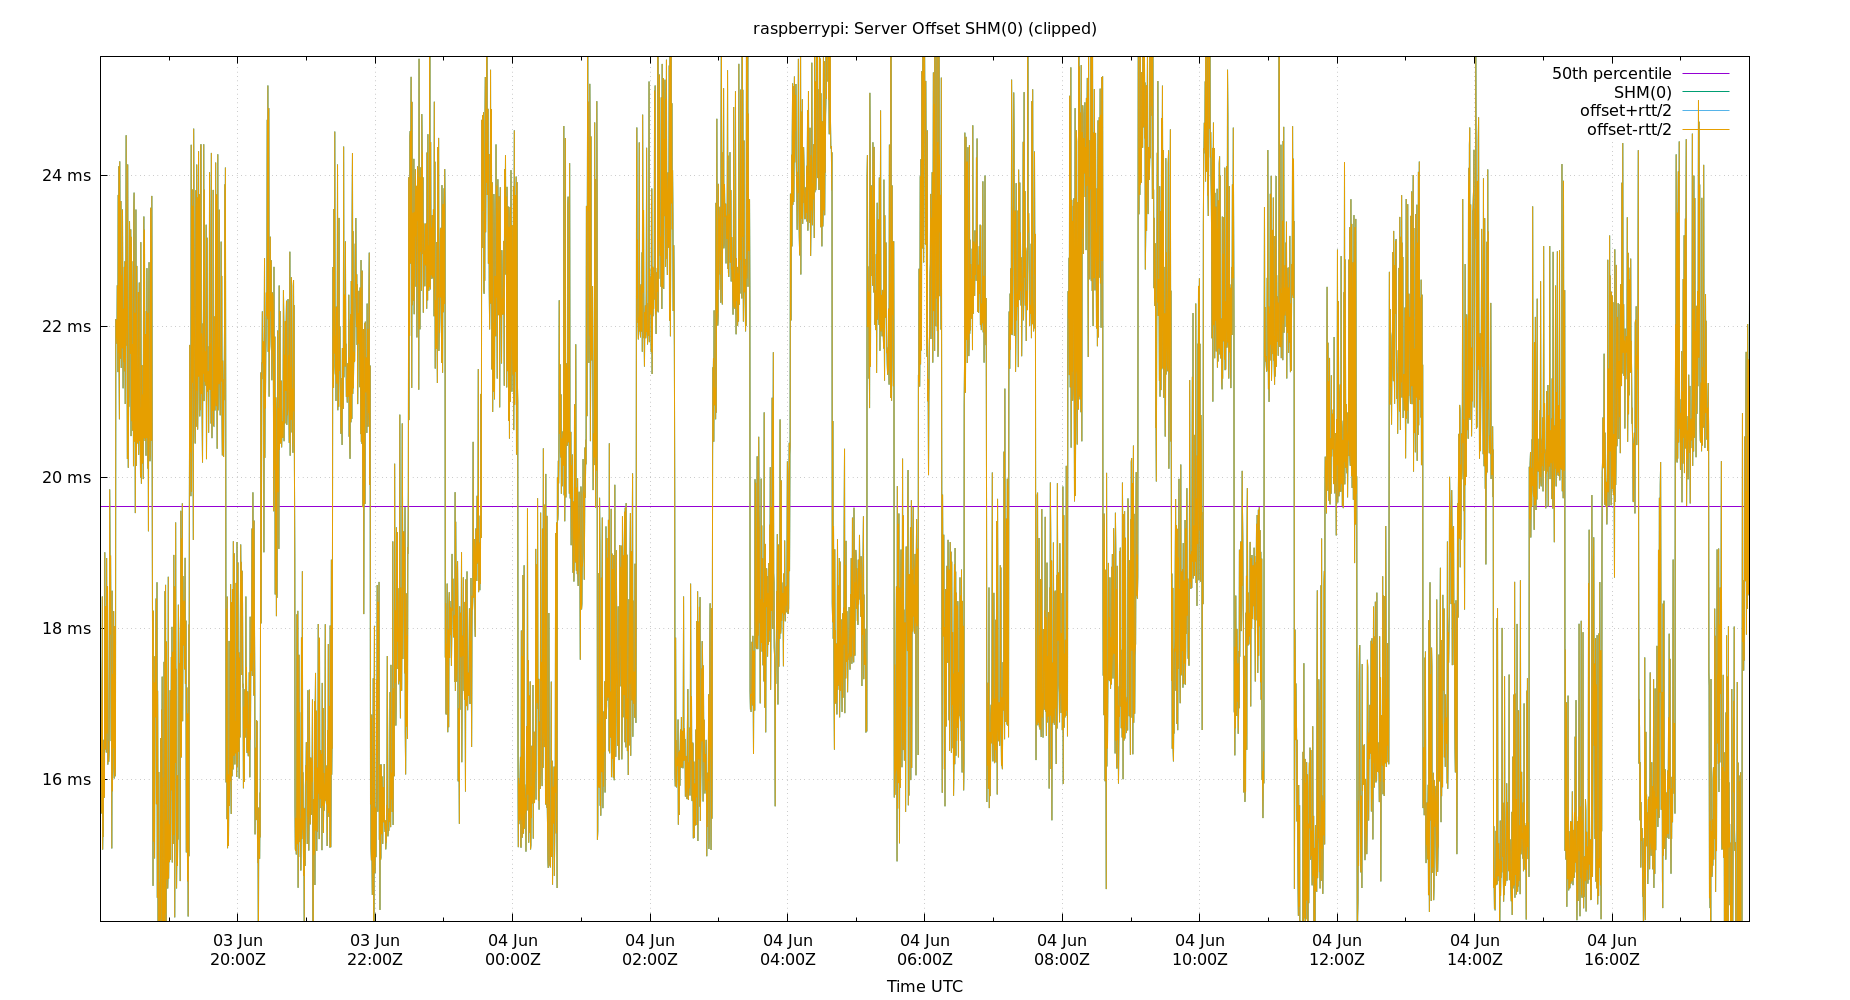 raspberrypi: Server Offset SHM(0) (clipped)
50th percentile
SHM(0)
offset+rtt/2
offset-rtt/2
24 ms
22 ms
20 ms
18 ms
16 ms
03 Jun 03 Jun 04 Jun 04 Jun 04 Jun 04 Jun 04 Jun 04 Jun 04 Jun 04 Jun 04 Jun
20:00Z 22:00Z 00:00Z 02:00Z 04:00Z 06:00Z 08:00Z 10:00Z 12:00Z 14:00Z 16:00Z
Time UTC